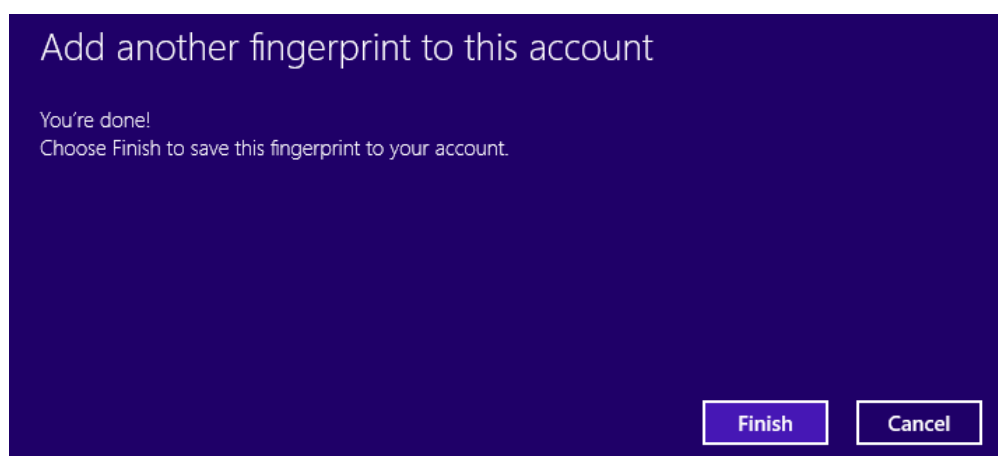 Add another fingerprint to this account
You're done!
Choose Finish to save this fingerprint to your account.
Finish
Cancel